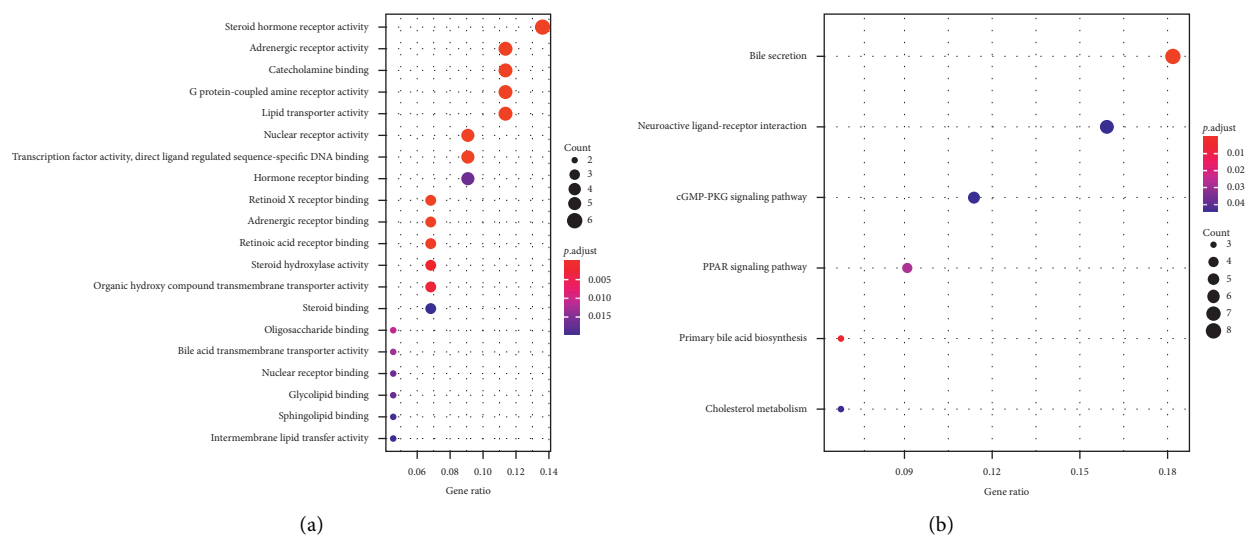 Steroid hormone receptor activity
Adrenergic receptor activity
Catecholamine binding
G protein-coupled amine receptor activity
Lipid transporter activity
Nuclear receptor activity
Transcription factor activity, direct ligand regulated sequence-specific DNA binding
Hormone receptor binding
Retinoid X receptor binding
Adrenergic receptor binding
Retinoic acid receptor binding
Steroid hydroxylase activity
Organic hydroxy compound transmembrane transporter activity
Steroid binding
Oligosaccharide binding
Bile acid transmembrane transporter activity
Nuclear receptor binding
Glycolipid binding
Sphingolipid binding
Intermembrane lipid transfer activity
0.06 0.08 0.10 0.12 0.14
Gene ratio
Count
2
3
4
5
6
p.adjust
0.005
0.010
0.015
(a)
Bile secretion
Neuroactive ligand-receptor interaction
cGMP-PKG signaling pathway
PPAR signaling pathway
Primary bile acid biosynthesis
Cholesterol metabolism
0.09 0.12 0.15 0.18
Gene ratio
p.adjust
0.01
0.02
0.03
0.04
Count
3
4
5
6
7
8
(b)